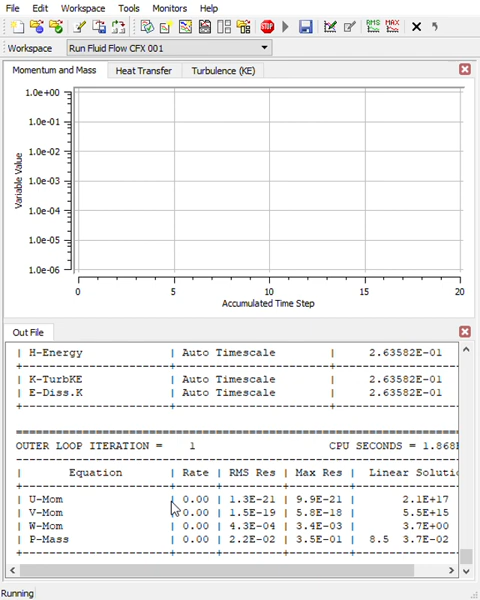 File Edit Workspace Tools Monitors Help
STOP RMS MAX
Workspace Run Fluid Flow CFX 001
Momentum and Mass Heat Transfer Turbulence (KE)
1.0e+00
1.0e-01
1.0e-02
1.0e-03
1.0e-04
1.0e-05
1.0e-06
Variable Value
0 5 10 15 20
Accumulated Time Step
Out File
| H-Energy | Auto Timescale | 2.63582E-01
+----------------------+-----------------------+--------------------
| K-TurbKE | Auto Timescale | 2.63582E-01
| E-Diss.K | Auto Timescale | 2.63582E-01
+----------------------+-----------------------+--------------------
======================================================================
OUTER LOOP ITERATION = 1 CPU SECONDS = 1.868
----------------------------------------------------------------------
| Equation | Rate | RMS Res | Max Res | Linear Soluti
+----------------------+------+---------+---------+------------------
| U-Mom | 0.00 | 1.3E-21 | 9.9E-21 | 2.1E+17
| V-Mom | 0.00 | 1.5E-19 | 5.8E-18 | 5.5E+15
| W-Mom | 0.00 | 4.3E-04 | 3.4E-03 | 3.7E+00
| P-Mass | 0.00 | 2.2E-02 | 3.5E-01 | 8.5 3.7E-02
+----------------------+------+---------+---------+------------------
Running